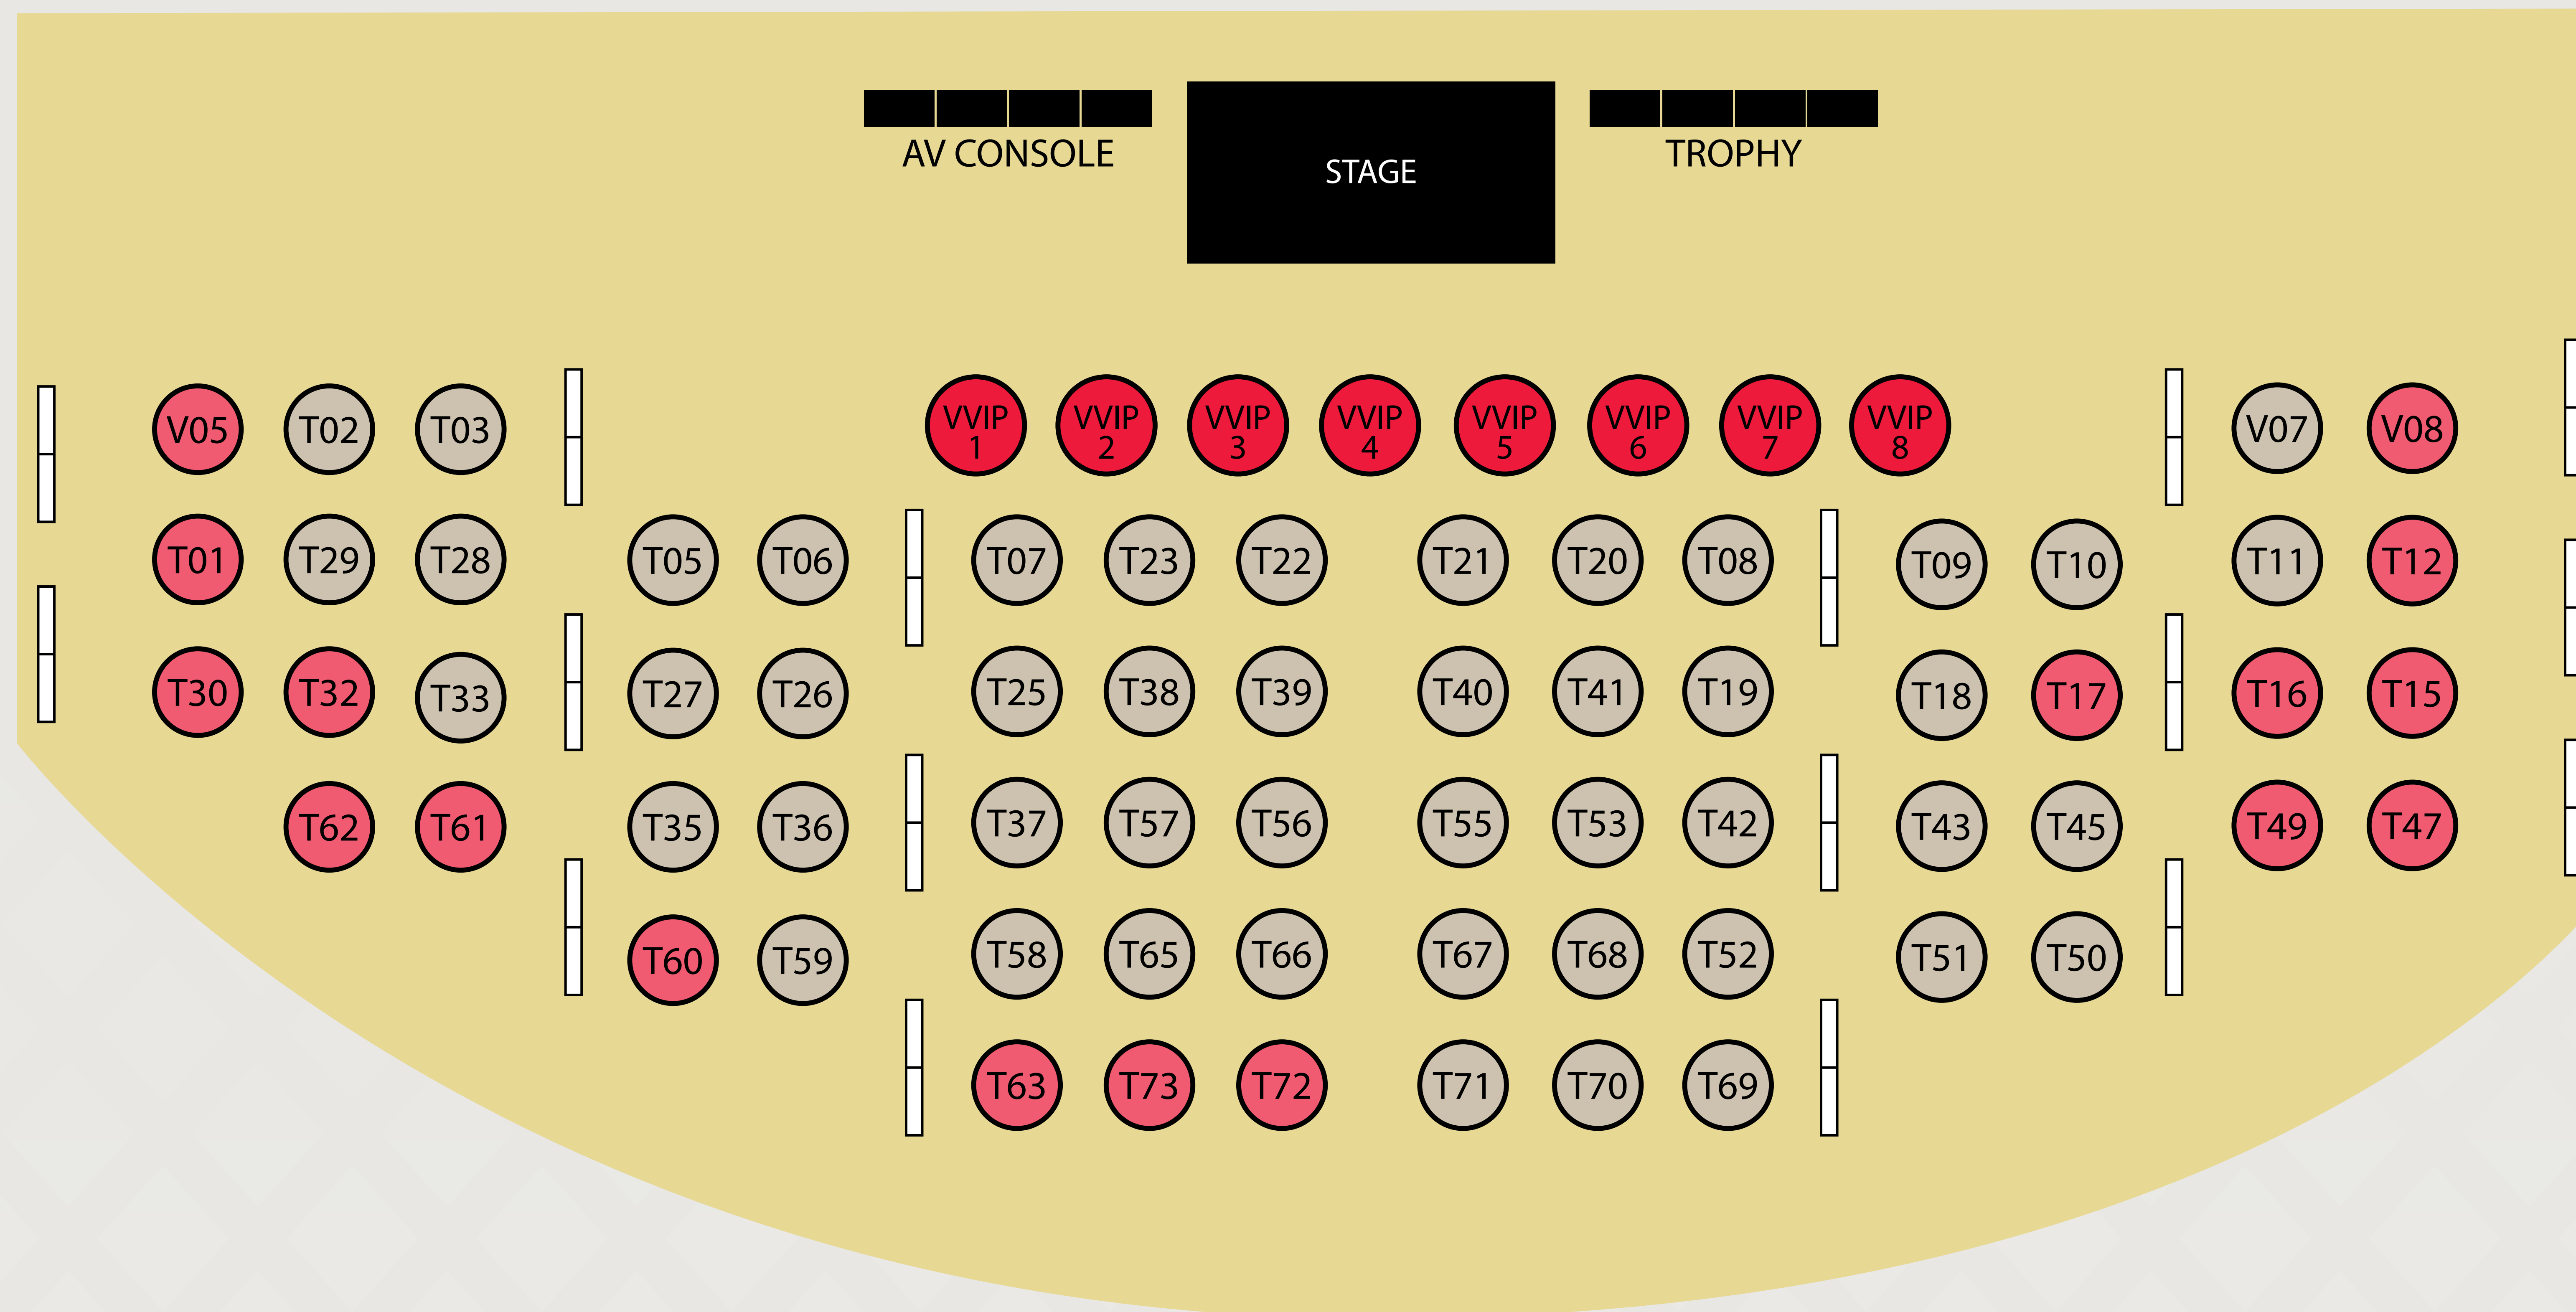 AV CONSOLE
STAGE
TROPHY
V05 T02 T03
VVIP 1 VVIP 2 VVIP 3 VVIP 4 VVIP 5 VVIP 6 VVIP 7 VVIP 8
V07 V08
T01 T29 T28
T05 T06
T07 T23 T22 T21 T20 T08
T09 T10
T11 T12
T30 T32 T33
T27 T26
T25 T38 T39 T40 T41 T19
T18 T17
T16 T15
T62 T61
T35 T36
T37 T57 T56 T55 T53 T42
T43 T45
T49 T47
T60 T59
T58 T65 T66 T67 T68 T52
T51 T50
T63 T73 T72 T71 T70 T69